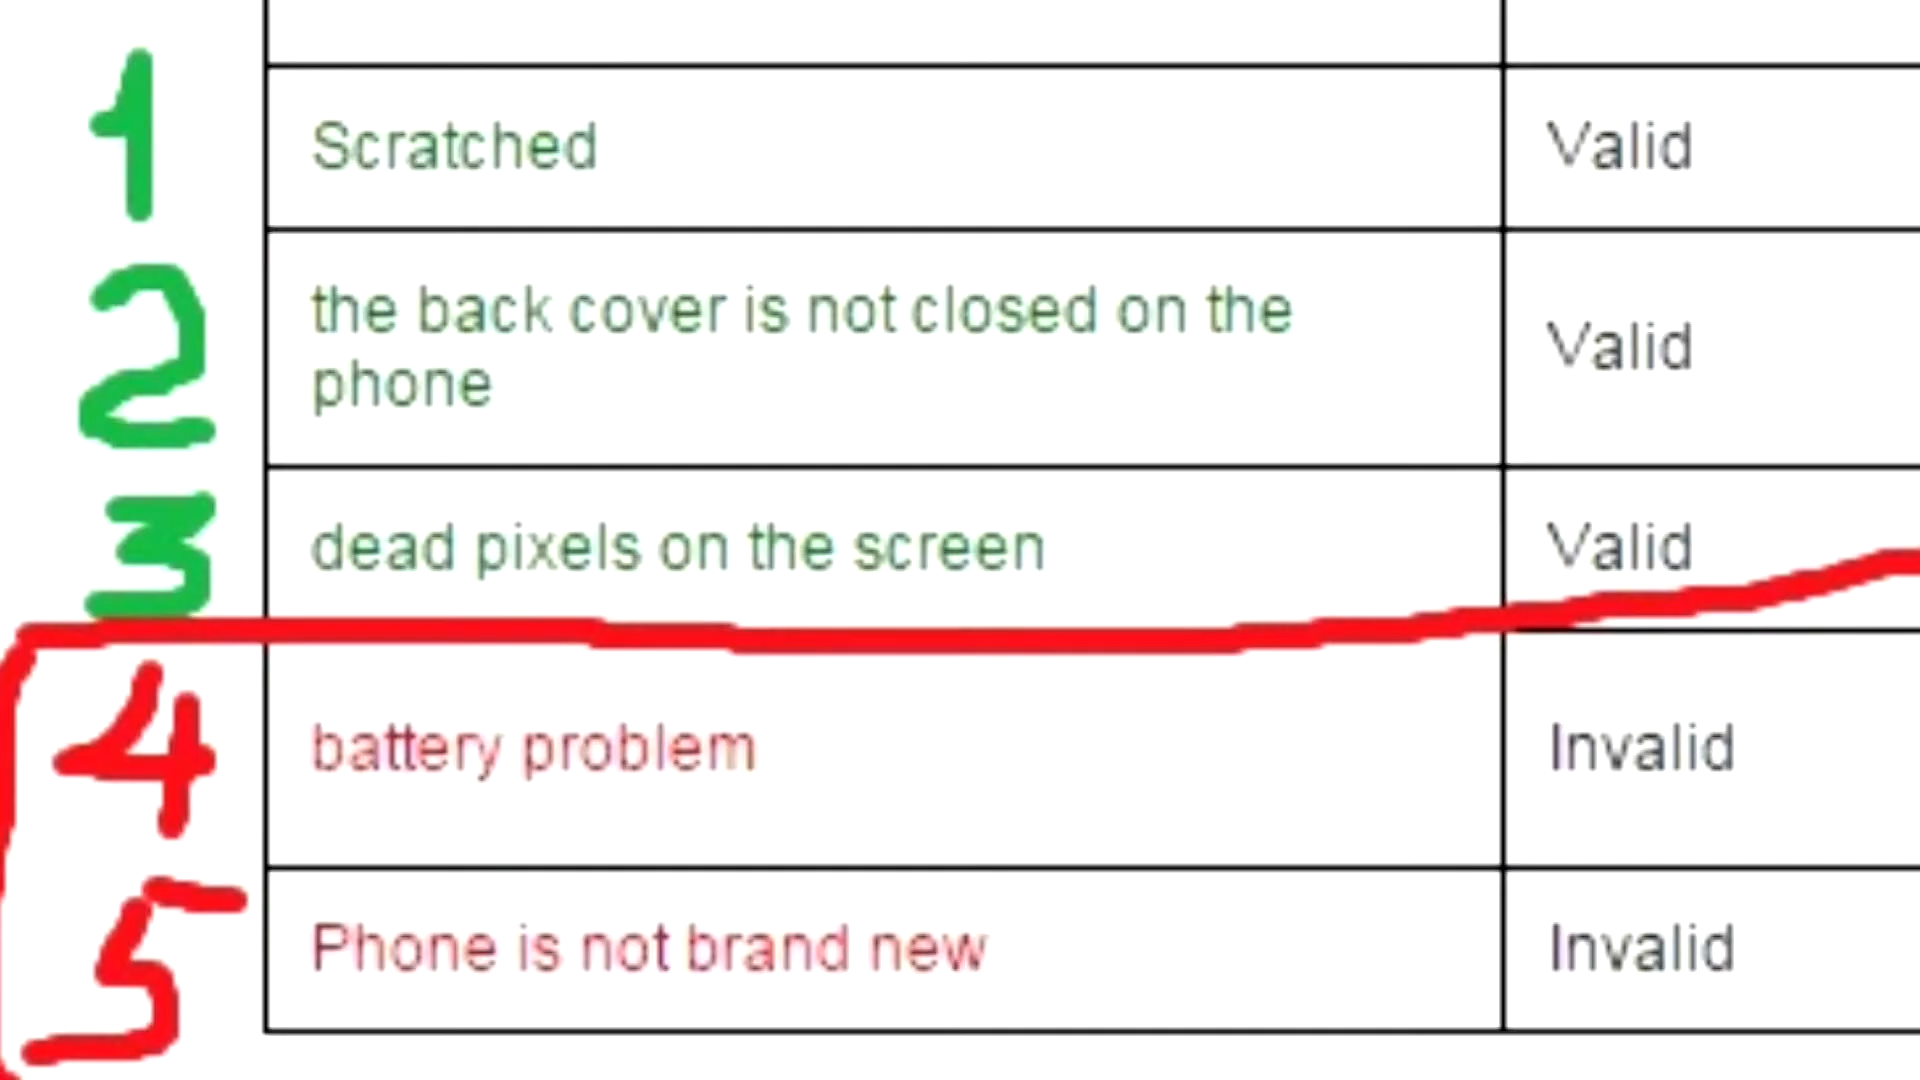 1
Scratched
Valid
2
the back cover is not closed on the
phone
Valid
3
dead pixels on the screen
Valid
4
battery problem
Invalid
5
Phone is not brand new
Invalid